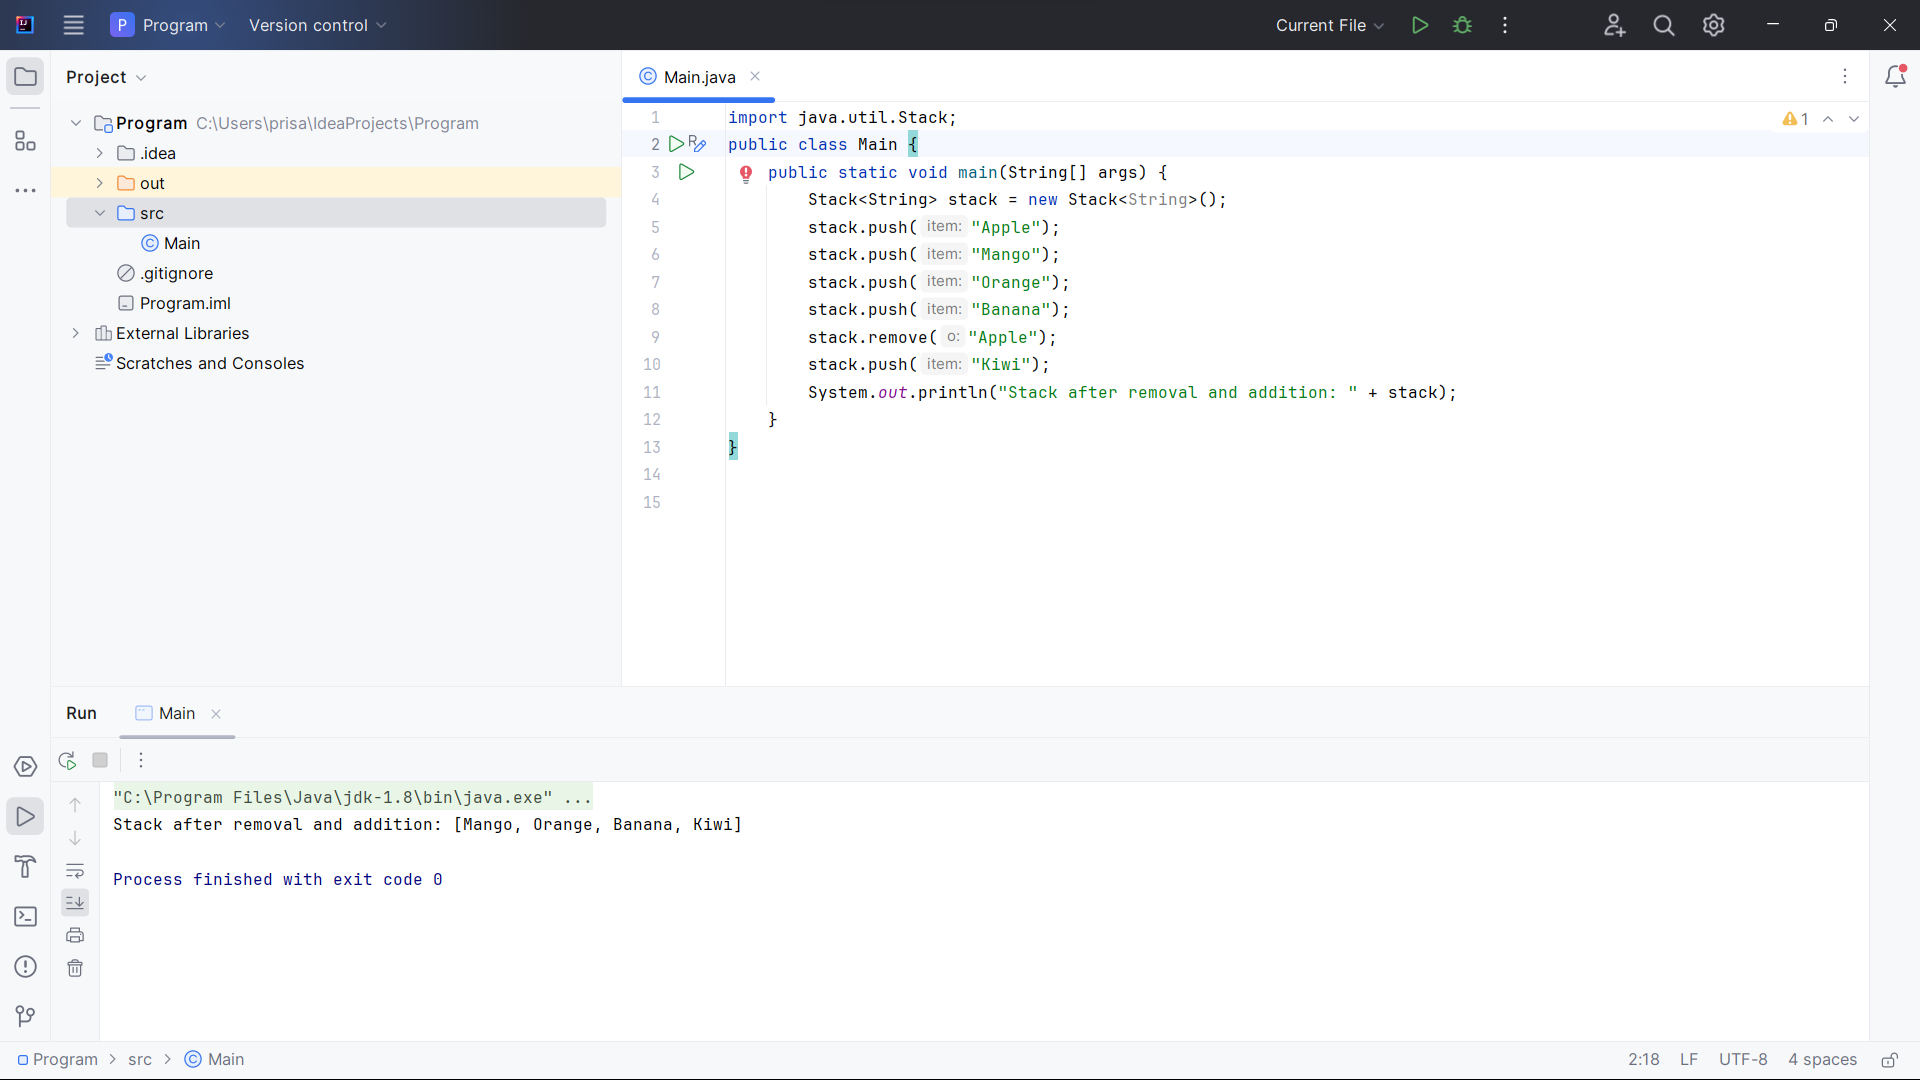 Program
Version control
Current File
Project
Program C:\Users\prisa\IdeaProjects\Program
.idea
out
src
Main
.gitignore
Program.iml
External Libraries
Scratches and Consoles
Main.java
1 import java.util.Stack;
2 public class Main {
3 public static void main(String[] args) {
4 Stack<String> stack = new Stack<String>();
5 stack.push( item: "Apple");
6 stack.push( item: "Mango");
7 stack.push( item: "Orange");
8 stack.push( item: "Banana");
9 stack.remove( o: "Apple");
10 stack.push( item: "Kiwi");
11 System.out.println("Stack after removal and addition: " + stack);
12 }
13 }
14
15
1
Run
Main
"C:\Program Files\Java\jdk-1.8\bin\java.exe" ...
Stack after removal and addition: [Mango, Orange, Banana, Kiwi]
Process finished with exit code 0
Program > src > Main
2:18 LF UTF-8 4 spaces